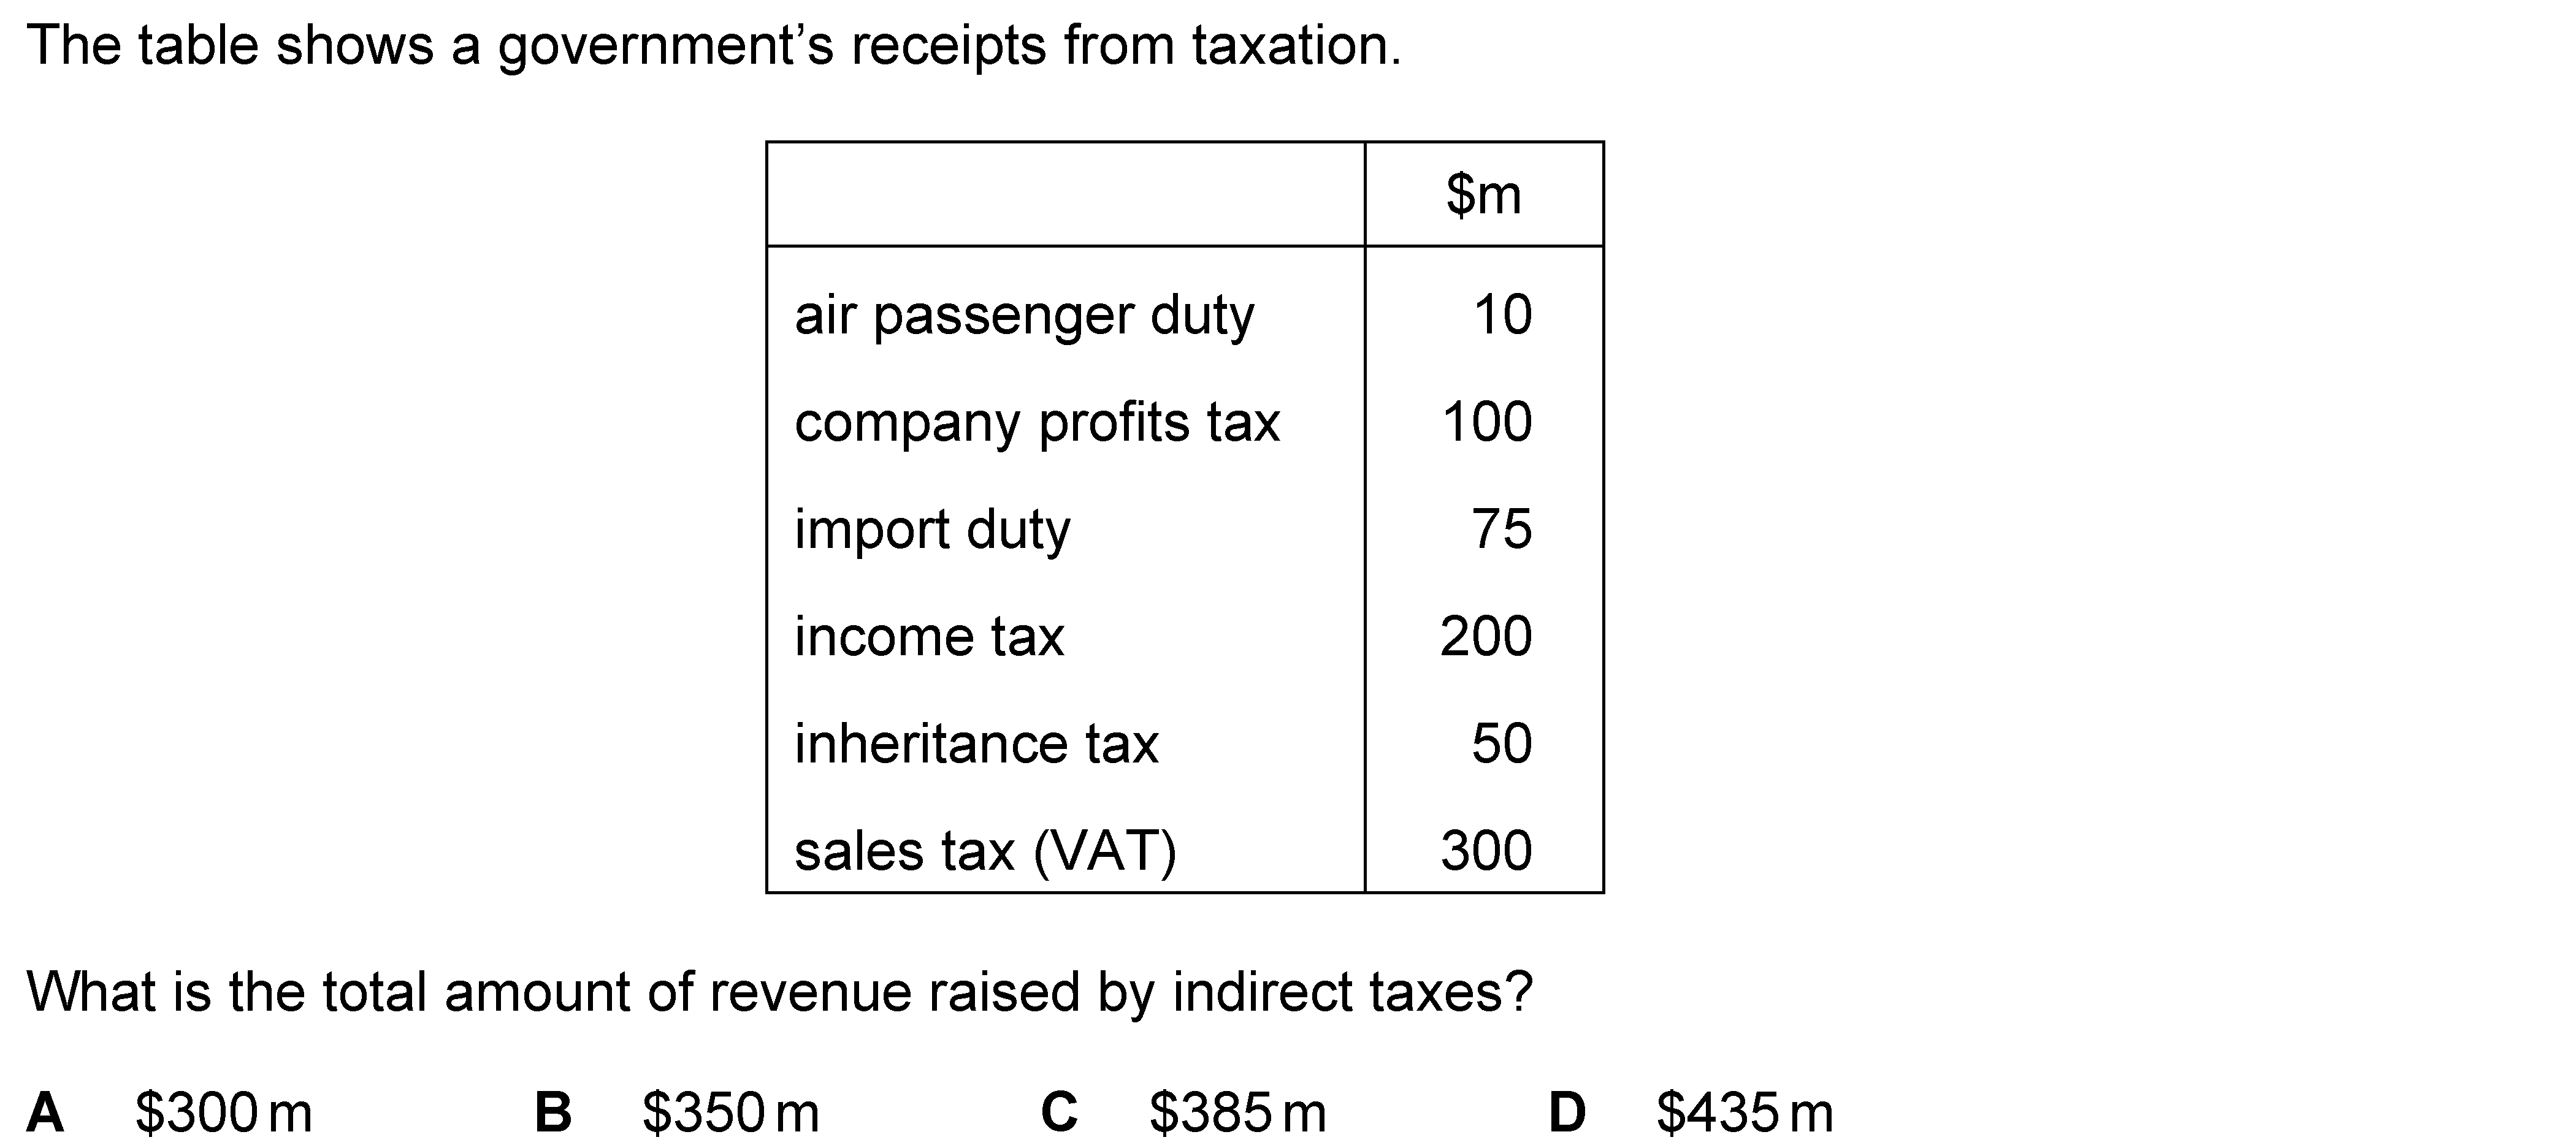 The table shows a government’s receipts from taxation.
$m
air passenger duty 10
company profits tax 100
import duty 75
income tax 200
inheritance tax 50
sales tax (VAT) 300
What is the total amount of revenue raised by indirect taxes?
A $300 m B $350 m C $385 m D $435 m